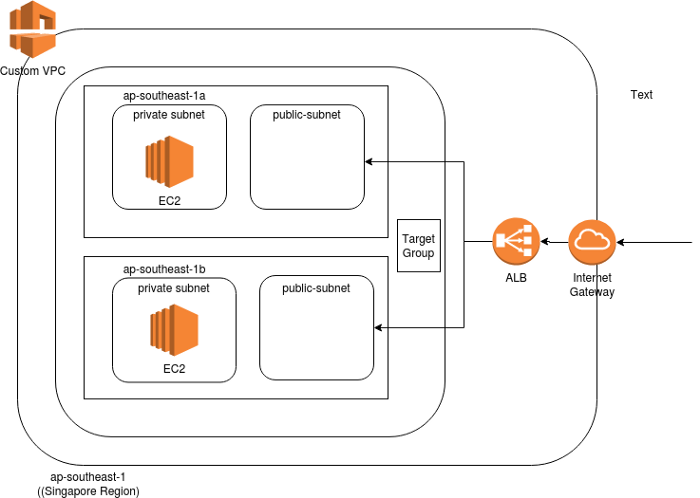 Custom VPC
ap-southeast-1a
private subnet
public-subnet
EC2
Text
Target
Group
ALB
Internet
Gateway
ap-southeast-1b
private subnet
public-subnet
EC2
ap-southeast-1
((Singapore Region)